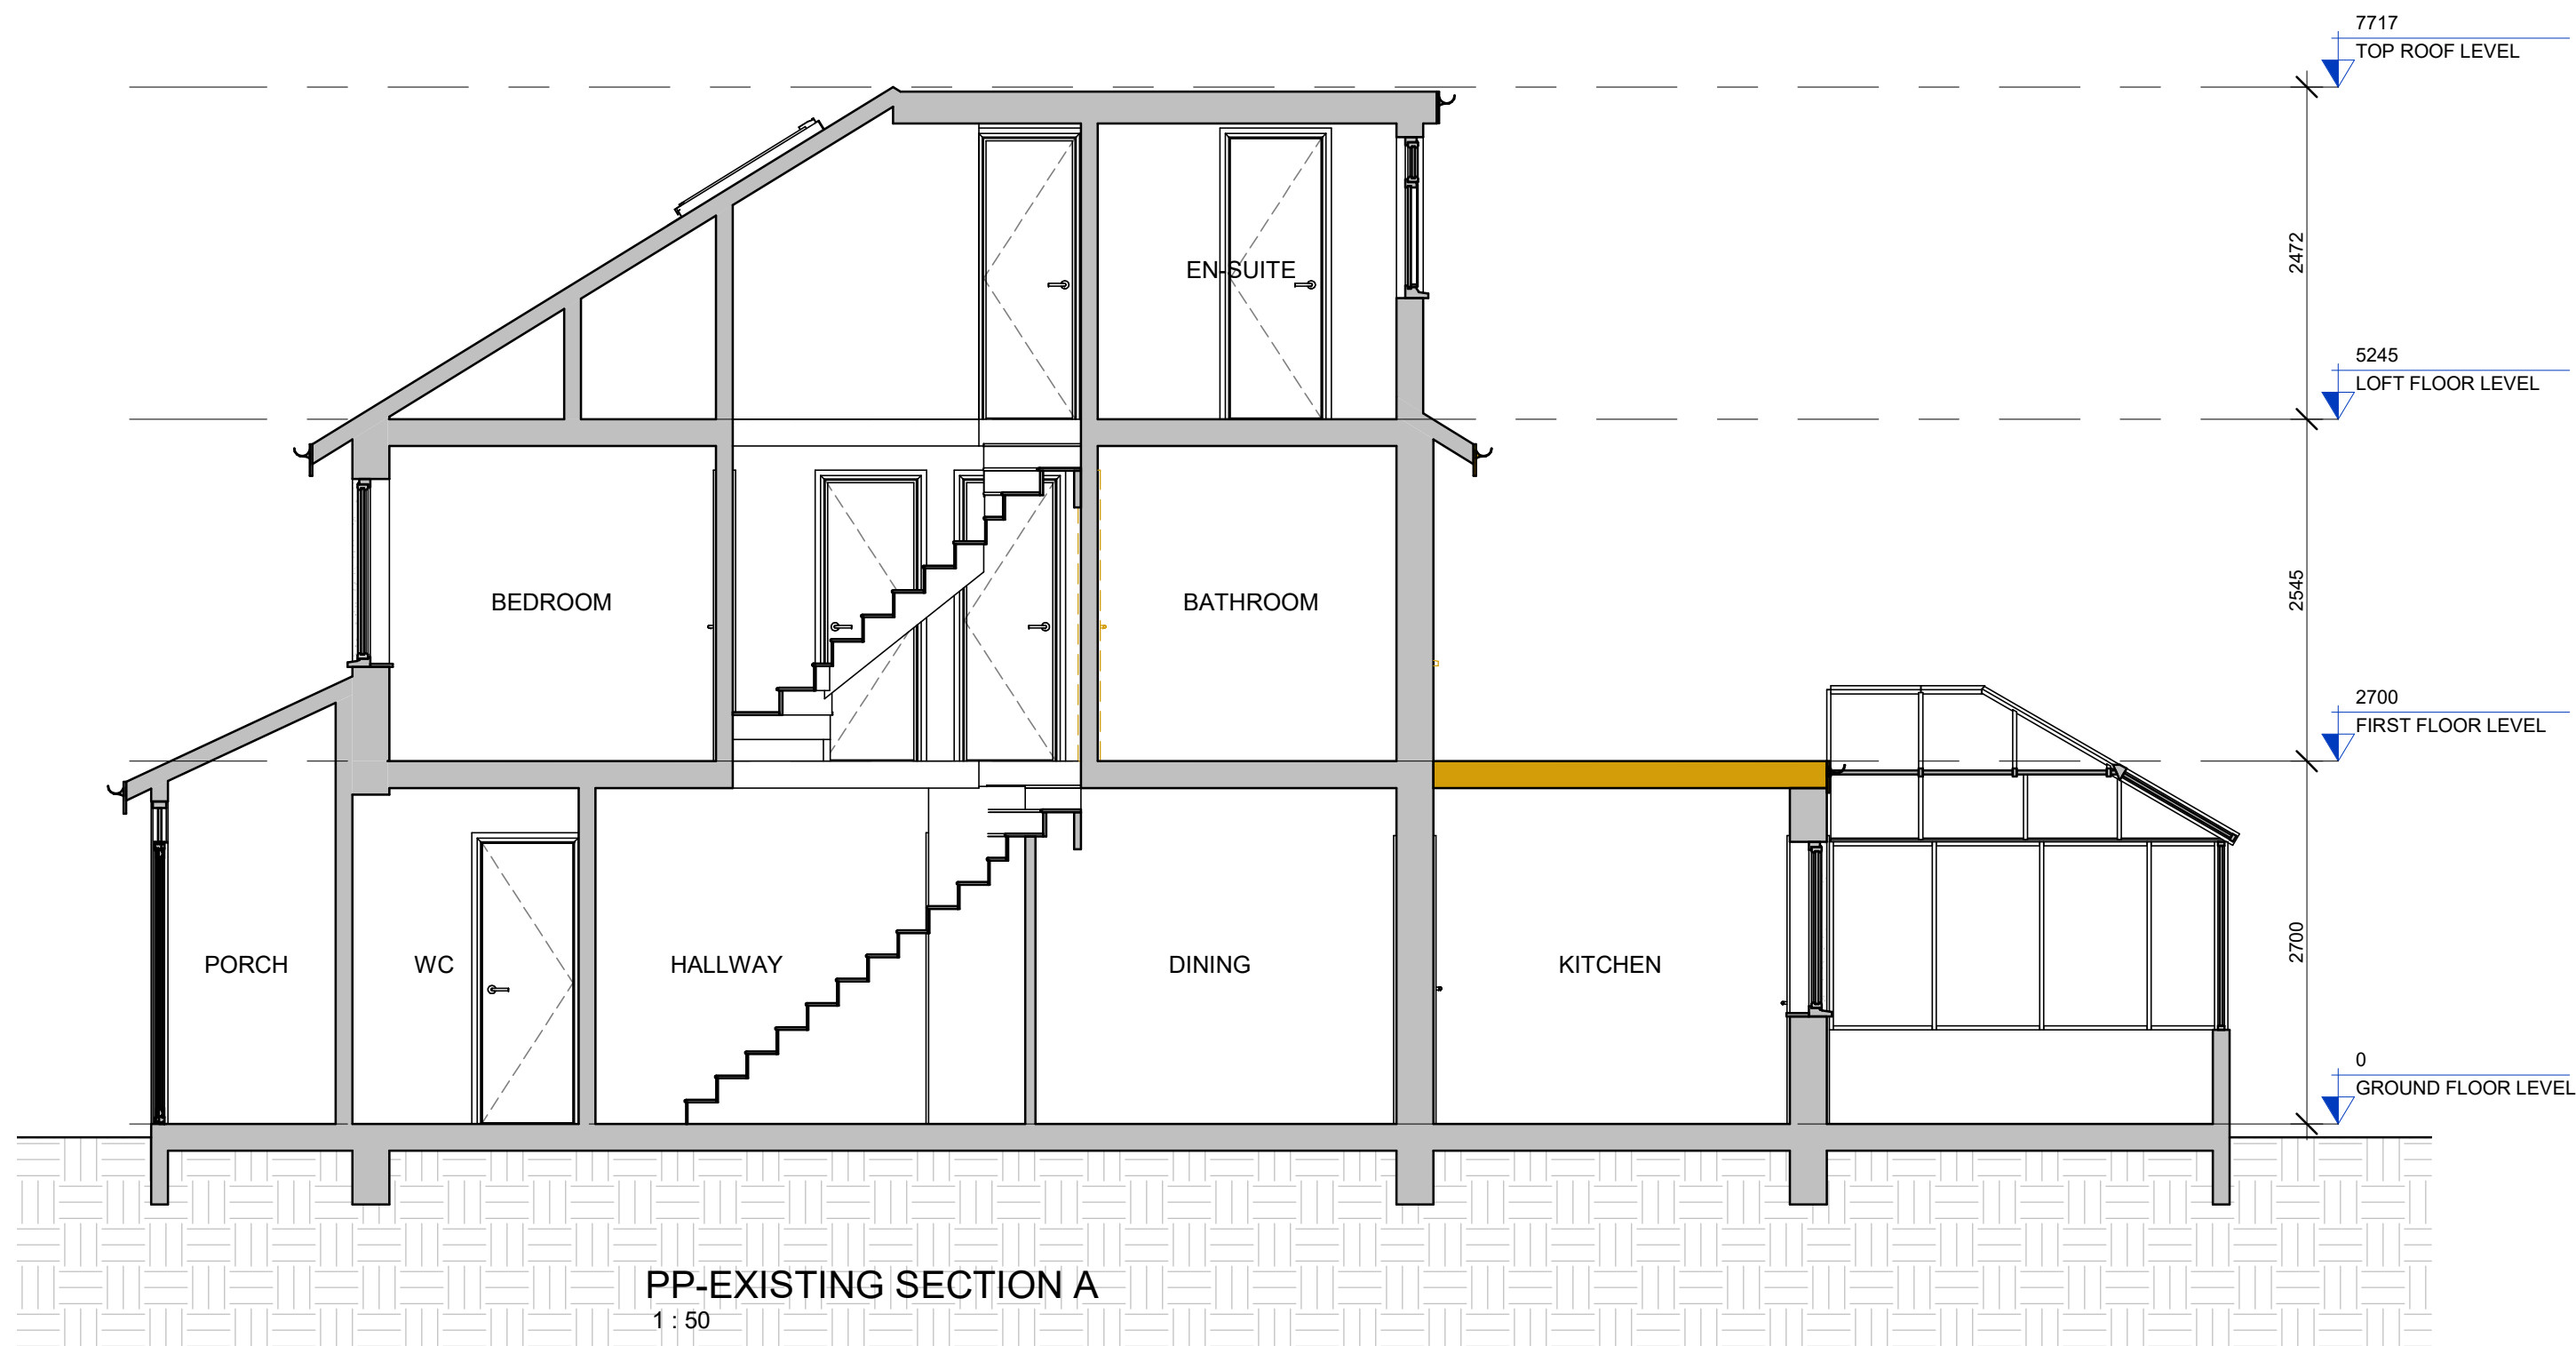 7717
TOP ROOF LEVEL
2472
EN-SUITE
5245
LOFT FLOOR LEVEL
2545
BEDROOM
BATHROOM
2700
FIRST FLOOR LEVEL
2700
PORCH
WC
HALLWAY
DINING
KITCHEN
0
GROUND FLOOR LEVEL
PP-EXISTING SECTION A
1 : 50